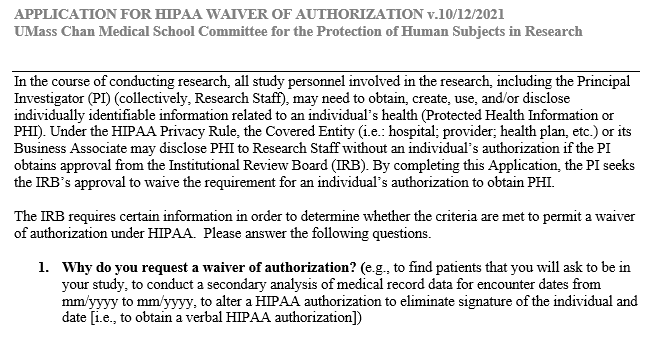 APPLICATION FOR HIPAA WAIVER OF AUTHORIZATION v.10/12/2021
UMass Chan Medical School Committee for the Protection of Human Subjects in Research
In the course of conducting research, all study personnel involved in the research, including the Principal
Investigator (PI) (collectively, Research Staff), may need to obtain, create, use, and/or disclose
individually identifiable information related to an individual’s health (Protected Health Information or
PHI). Under the HIPAA Privacy Rule, the Covered Entity (i.e.: hospital; provider; health plan, etc.) or its
Business Associate may disclose PHI to Research Staff without an individual’s authorization if the PI
obtains approval from the Institutional Review Board (IRB). By completing this Application, the PI seeks
the IRB’s approval to waive the requirement for an individual’s authorization to obtain PHI.
The IRB requires certain information in order to determine whether the criteria are met to permit a waiver
of authorization under HIPAA.  Please answer the following questions.
1. Why do you request a waiver of authorization? (e.g., to find patients that you will ask to be in
your study, to conduct a secondary analysis of medical record data for encounter dates from
mm/yyyy to mm/yyyy, to alter a HIPAA authorization to eliminate signature of the individual and
date [i.e., to obtain a verbal HIPAA authorization])